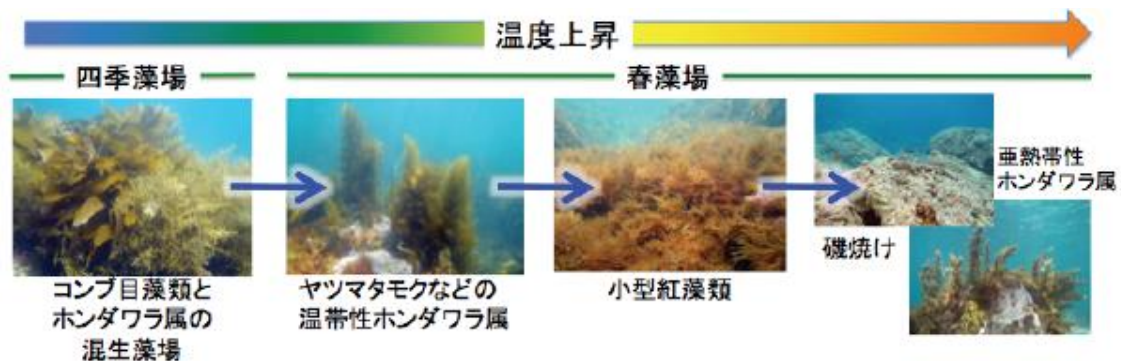 温度上昇
四季藻場
春藻場
コンブ目藻類と
ホンダワラ属の
混生藻場
ヤツマタモクなどの
温帯性ホンダワラ属
小型紅藻類
磯焼け
亜熱帯性
ホンダワラ属